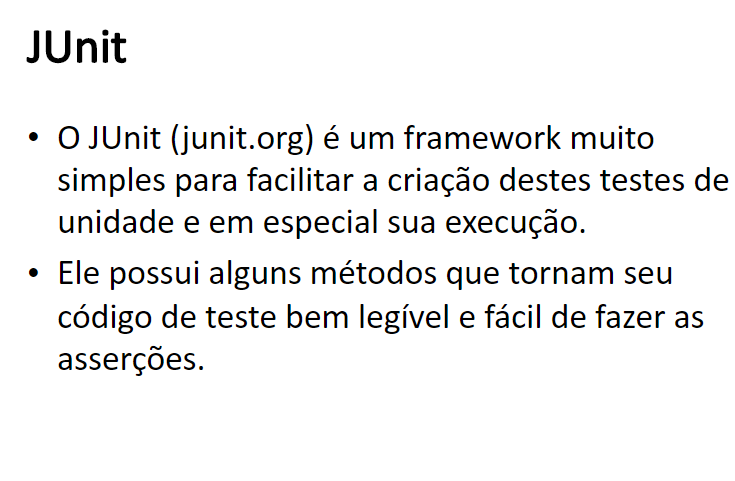 JUnit
• O JUnit (junit.org) é um framework muito
simples para facilitar a criação destes testes de
unidade e em especial sua execução.
• Ele possui alguns métodos que tornam seu
código de teste bem legível e fácil de fazer as
asserções.